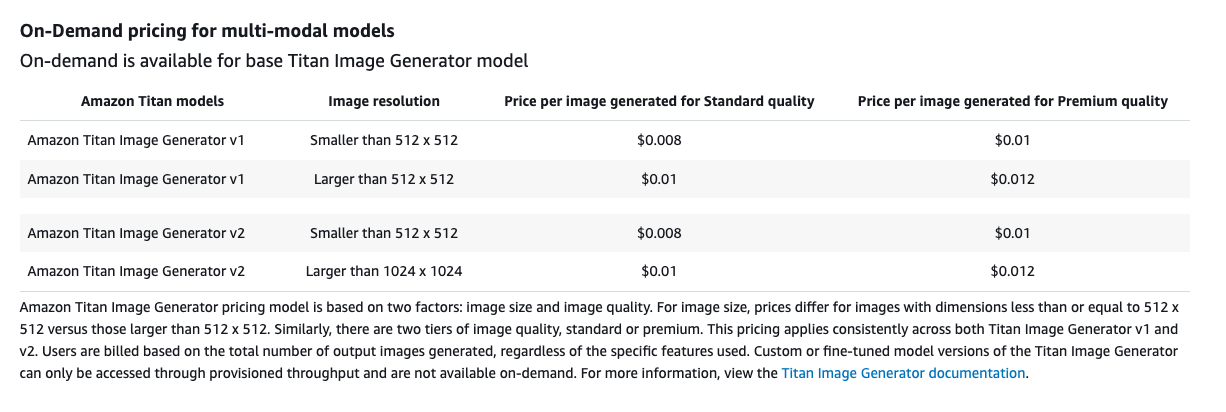 On-Demand pricing for multi-modal models
On-demand is available for base Titan Image Generator model
Amazon Titan models Image resolution Price per image generated for Standard quality Price per image generated for Premium quality
Amazon Titan Image Generator v1 Smaller than 512 x 512 $0.008 $0.01
Amazon Titan Image Generator v1 Larger than 512 x 512 $0.01 $0.012
Amazon Titan Image Generator v2 Smaller than 512 x 512 $0.008 $0.01
Amazon Titan Image Generator v2 Larger than 1024 x 1024 $0.01 $0.012
Amazon Titan Image Generator pricing model is based on two factors: image size and image quality. For image size, prices differ for images with dimensions less than or equal to 512 x
512 versus those larger than 512 x 512. Similarly, there are two tiers of image quality, standard or premium. This pricing applies consistently across both Titan Image Generator v1 and
v2. Users are billed based on the total number of output images generated, regardless of the specific features used. Custom or fine-tuned model versions of the Titan Image Generator
can only be accessed through provisioned throughput and are not available on-demand. For more information, view the Titan Image Generator documentation.